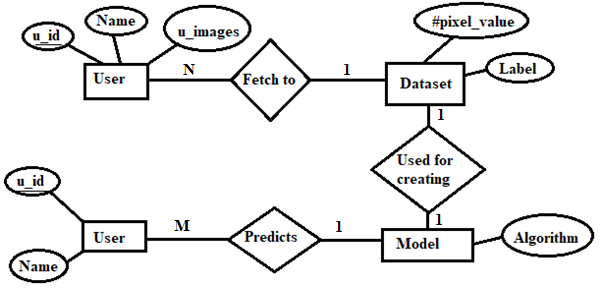 Name
#pixel_value
u_id
u_images
User
N
Fetch to
1
Dataset
Label
1
Used for
creating
u_id
1
User
M
Predicts
1
Model
Algorithm
Name